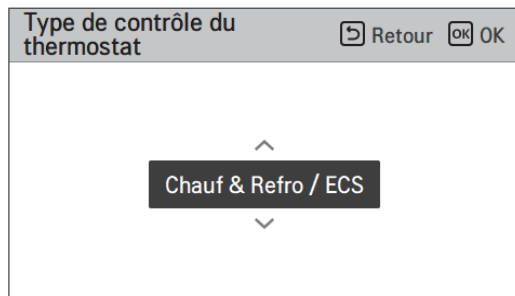 Type de contrôle du
thermostat
Retour OK OK
Chauf & Refro / ECS